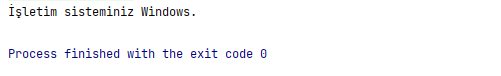 İşletim sisteminiz Windows.
Process finished with the exit code 0